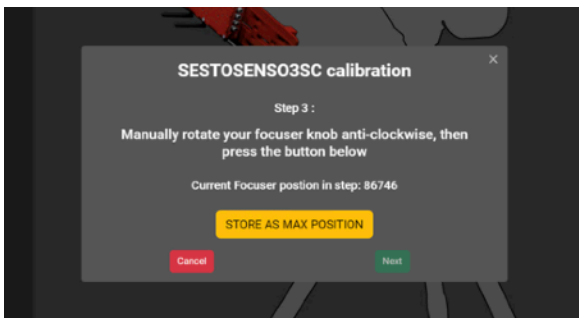 SESTOSENSO3SC calibration
×
Step 3 :
Manually rotate your focuser knob anti-clockwise, then
press the button below
Current Focuser postion in step: 86746
STORE AS MAX POSITION
Cancel
Next